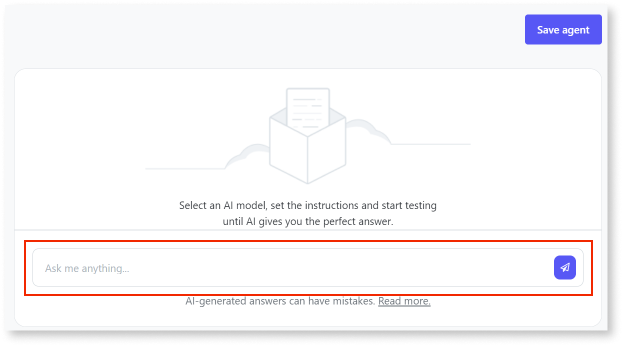 Save agent
Select an AI model, set the instructions and start testing
until AI gives you the perfect answer.
Ask me anything...
AI-generated answers can have mistakes. Read more.